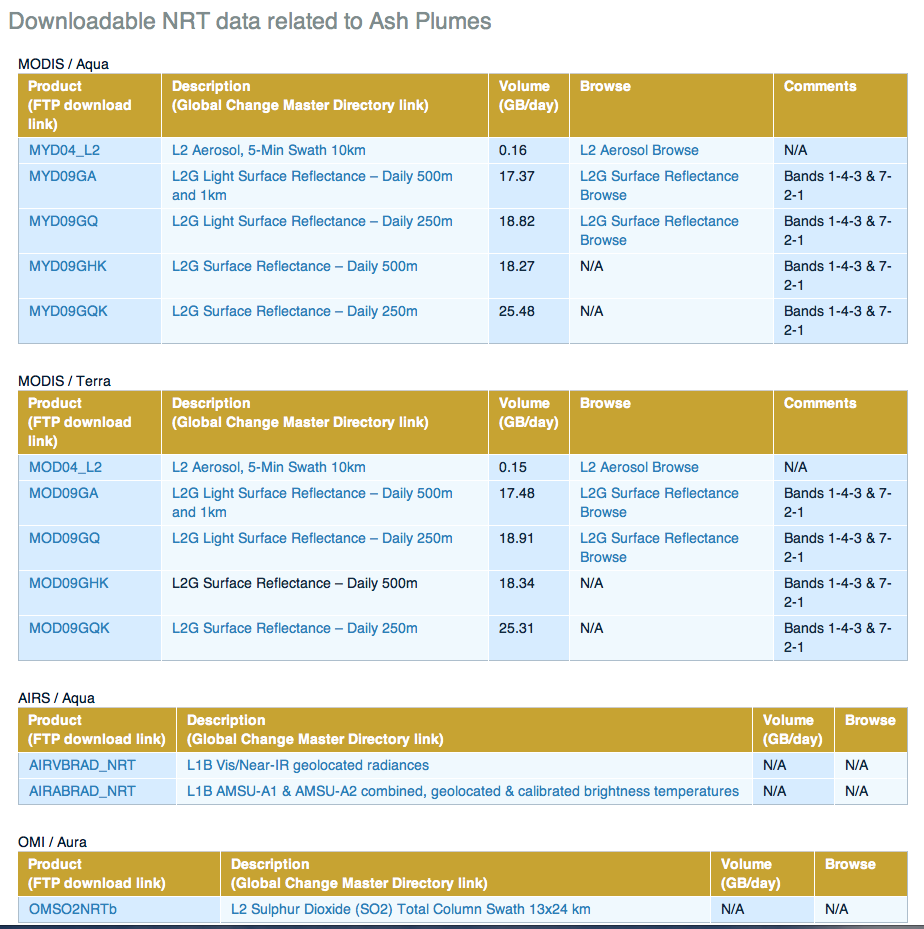 Downloadable NRT data related to Ash Plumes
MODIS / Aqua
Product (FTP download link) Description (Global Change Master Directory link) Volume (GB/day) Browse Comments
MYD04_L2 L2 Aerosol, 5-Min Swath 10km 0.16 L2 Aerosol Browse N/A
MYD09GA L2G Light Surface Reflectance – Daily 500m and 1km 17.37 L2G Surface Reflectance Browse Bands 1-4-3 & 7-2-1
MYD09GQ L2G Light Surface Reflectance – Daily 250m 18.82 L2G Surface Reflectance Browse Bands 1-4-3 & 7-2-1
MYD09GHK L2G Surface Reflectance – Daily 500m 18.27 N/A Bands 1-4-3 & 7-2-1
MYD09GQK L2G Surface Reflectance – Daily 250m 25.48 N/A Bands 1-4-3 & 7-2-1
MODIS / Terra
Product (FTP download link) Description (Global Change Master Directory link) Volume (GB/day) Browse Comments
MOD04_L2 L2 Aerosol, 5-Min Swath 10km 0.15 L2 Aerosol Browse N/A
MOD09GA L2G Light Surface Reflectance – Daily 500m and 1km 17.48 L2G Surface Reflectance Browse Bands 1-4-3 & 7-2-1
MOD09GQ L2G Light Surface Reflectance – Daily 250m 18.91 L2G Surface Reflectance Browse Bands 1-4-3 & 7-2-1
MOD09GHK L2G Surface Reflectance – Daily 500m 18.34 N/A Bands 1-4-3 & 7-2-1
MOD09GQK L2G Surface Reflectance – Daily 250m 25.31 N/A Bands 1-4-3 & 7-2-1
AIRS / Aqua
Product (FTP download link) Description (Global Change Master Directory link) Volume (GB/day) Browse
AIRVBRAD_NRT L1B Vis/Near-IR geolocated radiances N/A N/A
AIRABRAD_NRT L1B AMSU-A1 & AMSU-A2 combined, geolocated & calibrated brightness temperatures N/A N/A
OMI / Aura
Product (FTP download link) Description (Global Change Master Directory link) Volume (GB/day) Browse
OMSO2NRTb L2 Sulphur Dioxide (SO2) Total Column Swath 13x24 km N/A N/A